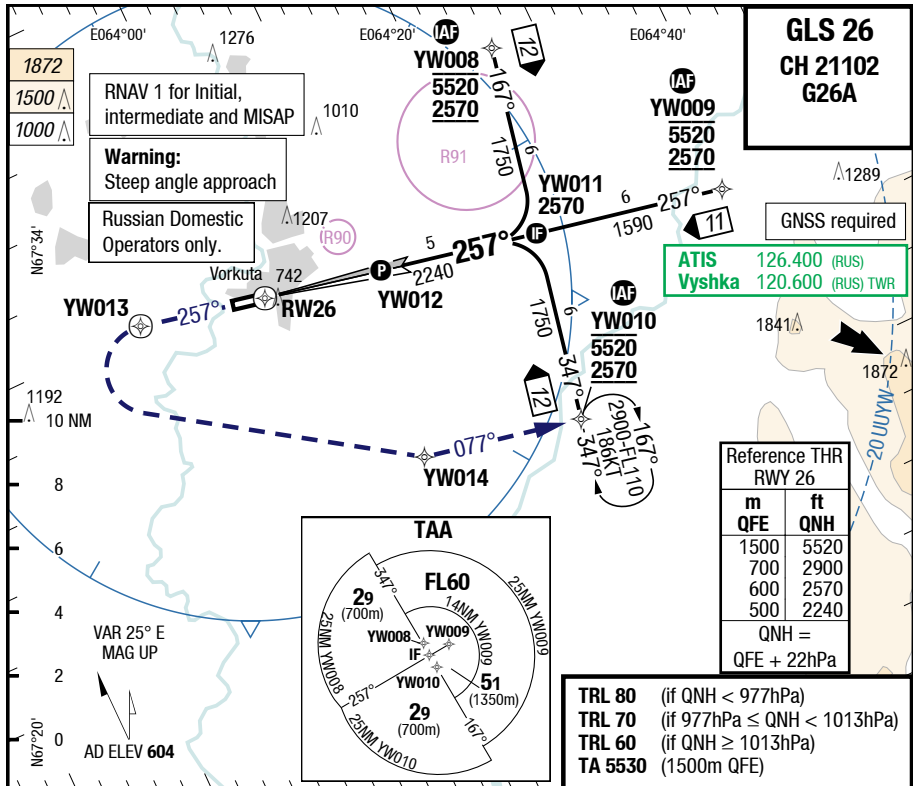 GLS 26
CH 21102
G26A
E064°00'
E064°20'
E064°40'
1276
1872
1500
1000
RNAV 1 for Initial,
intermediate and MISAP
1010
Warning:
Steep angle approach
Russian Domestic
Operators only.
1207
R90
R91
IAF
YW008
5520
2570
12
167°
1750
6
IAF
YW009
5520
2570
1289
YW011
2570
IF
6
257°
1590
11
GNSS required
ATIS 126.400 (RUS)
Vyshka 120.600 (RUS) TWR
N67°34'
5
257°
2240
P
YW012
Vorkuta
742
RW26
YW013
257°
1750
6
IAF
YW010
5520
2570
347°
12
1841
1872
20 UUYW
1192
10 NM
8
6
4
2
0
YW014
077°
167°
2900-FL110
186KT
347°
Reference THR
RWY 26
m ft
QFE QNH
1500 5520
700 2900
600 2570
500 2240
QNH =
QFE + 22hPa
TAA
347°
FL60
29
(700m)
14NM YW009
25NM YW009
25NM YW008
YW008
YW009
IF
YW010
51
(1350m)
257°
29
(700m)
167°
25NM YW010
VAR 25° E
MAG UP
N67°20'
AD ELEV 604
TRL 80 (if QNH < 977hPa)
TRL 70 (if 977hPa ≤ QNH < 1013hPa)
TRL 60 (if QNH ≥ 1013hPa)
TA 5530 (1500m QFE)